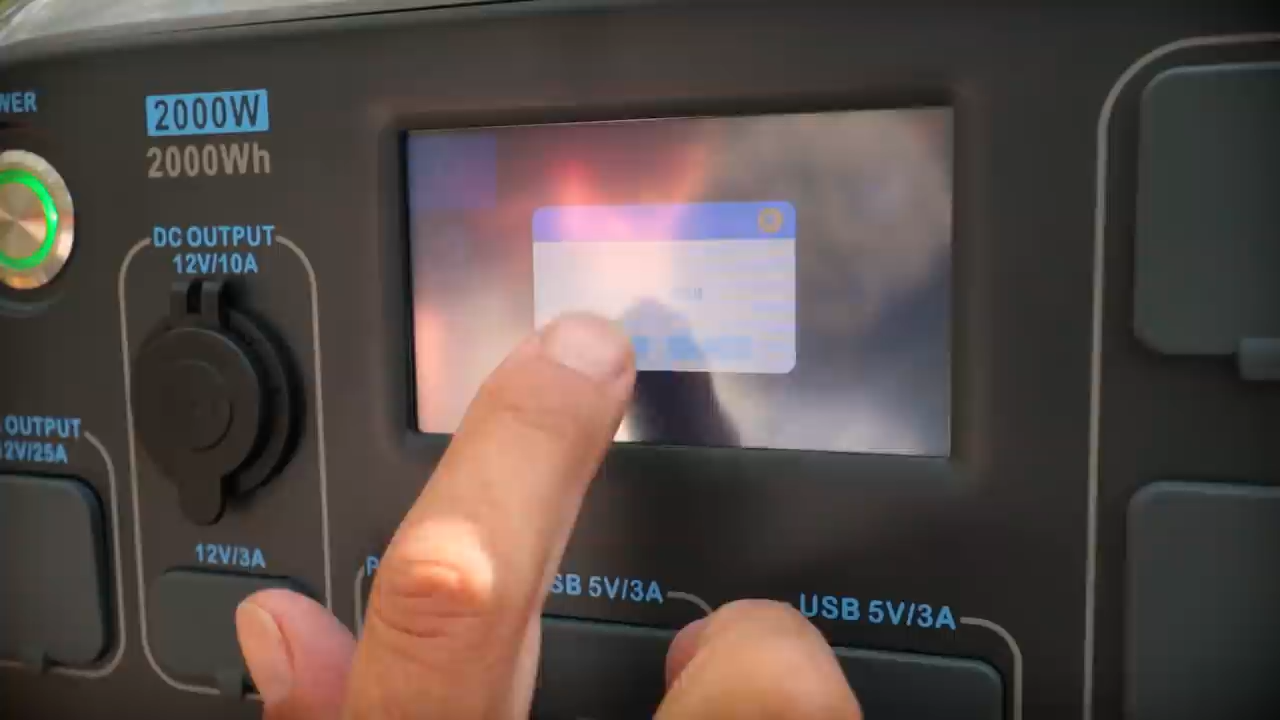 WER
2000W
2000Wh
DC OUTPUT
12V/10A
OUTPUT
12V/25A
12V/3A
P
SB 5V/3A
USB 5V/3A